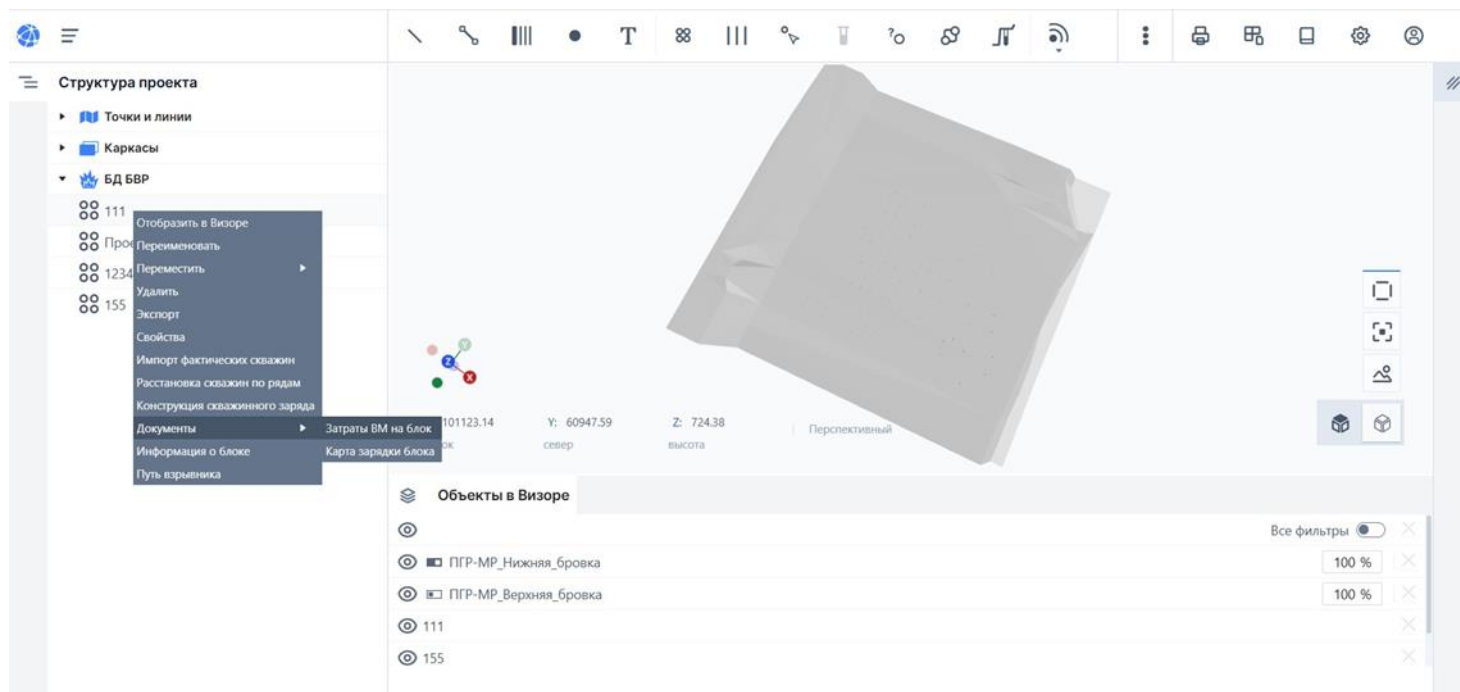 T
Структура проекта
Точки и линии
Каркасы
БД БВР
111
Прое
1234
155
Отобразить в Визоре
Переименовать
Переместить
Удалить
Экспорт
Свойства
Импорт фактических скважин
Расстановка скважин по рядам
Конструкция скважинного заряда
Документы
Информация о блоке
Путь взрывника
Затраты ВМ на блок
Карта зарядки блока
Y
Z
X
101123.14 Y: 60947.59 Z: 724.38 Перспективный
ок север высота
Объекты в Визоре
Все фильтры
ПГР-МР_Нижняя_бровка 100 %
ПГР-МР_Верхняя_бровка 100 %
111
155